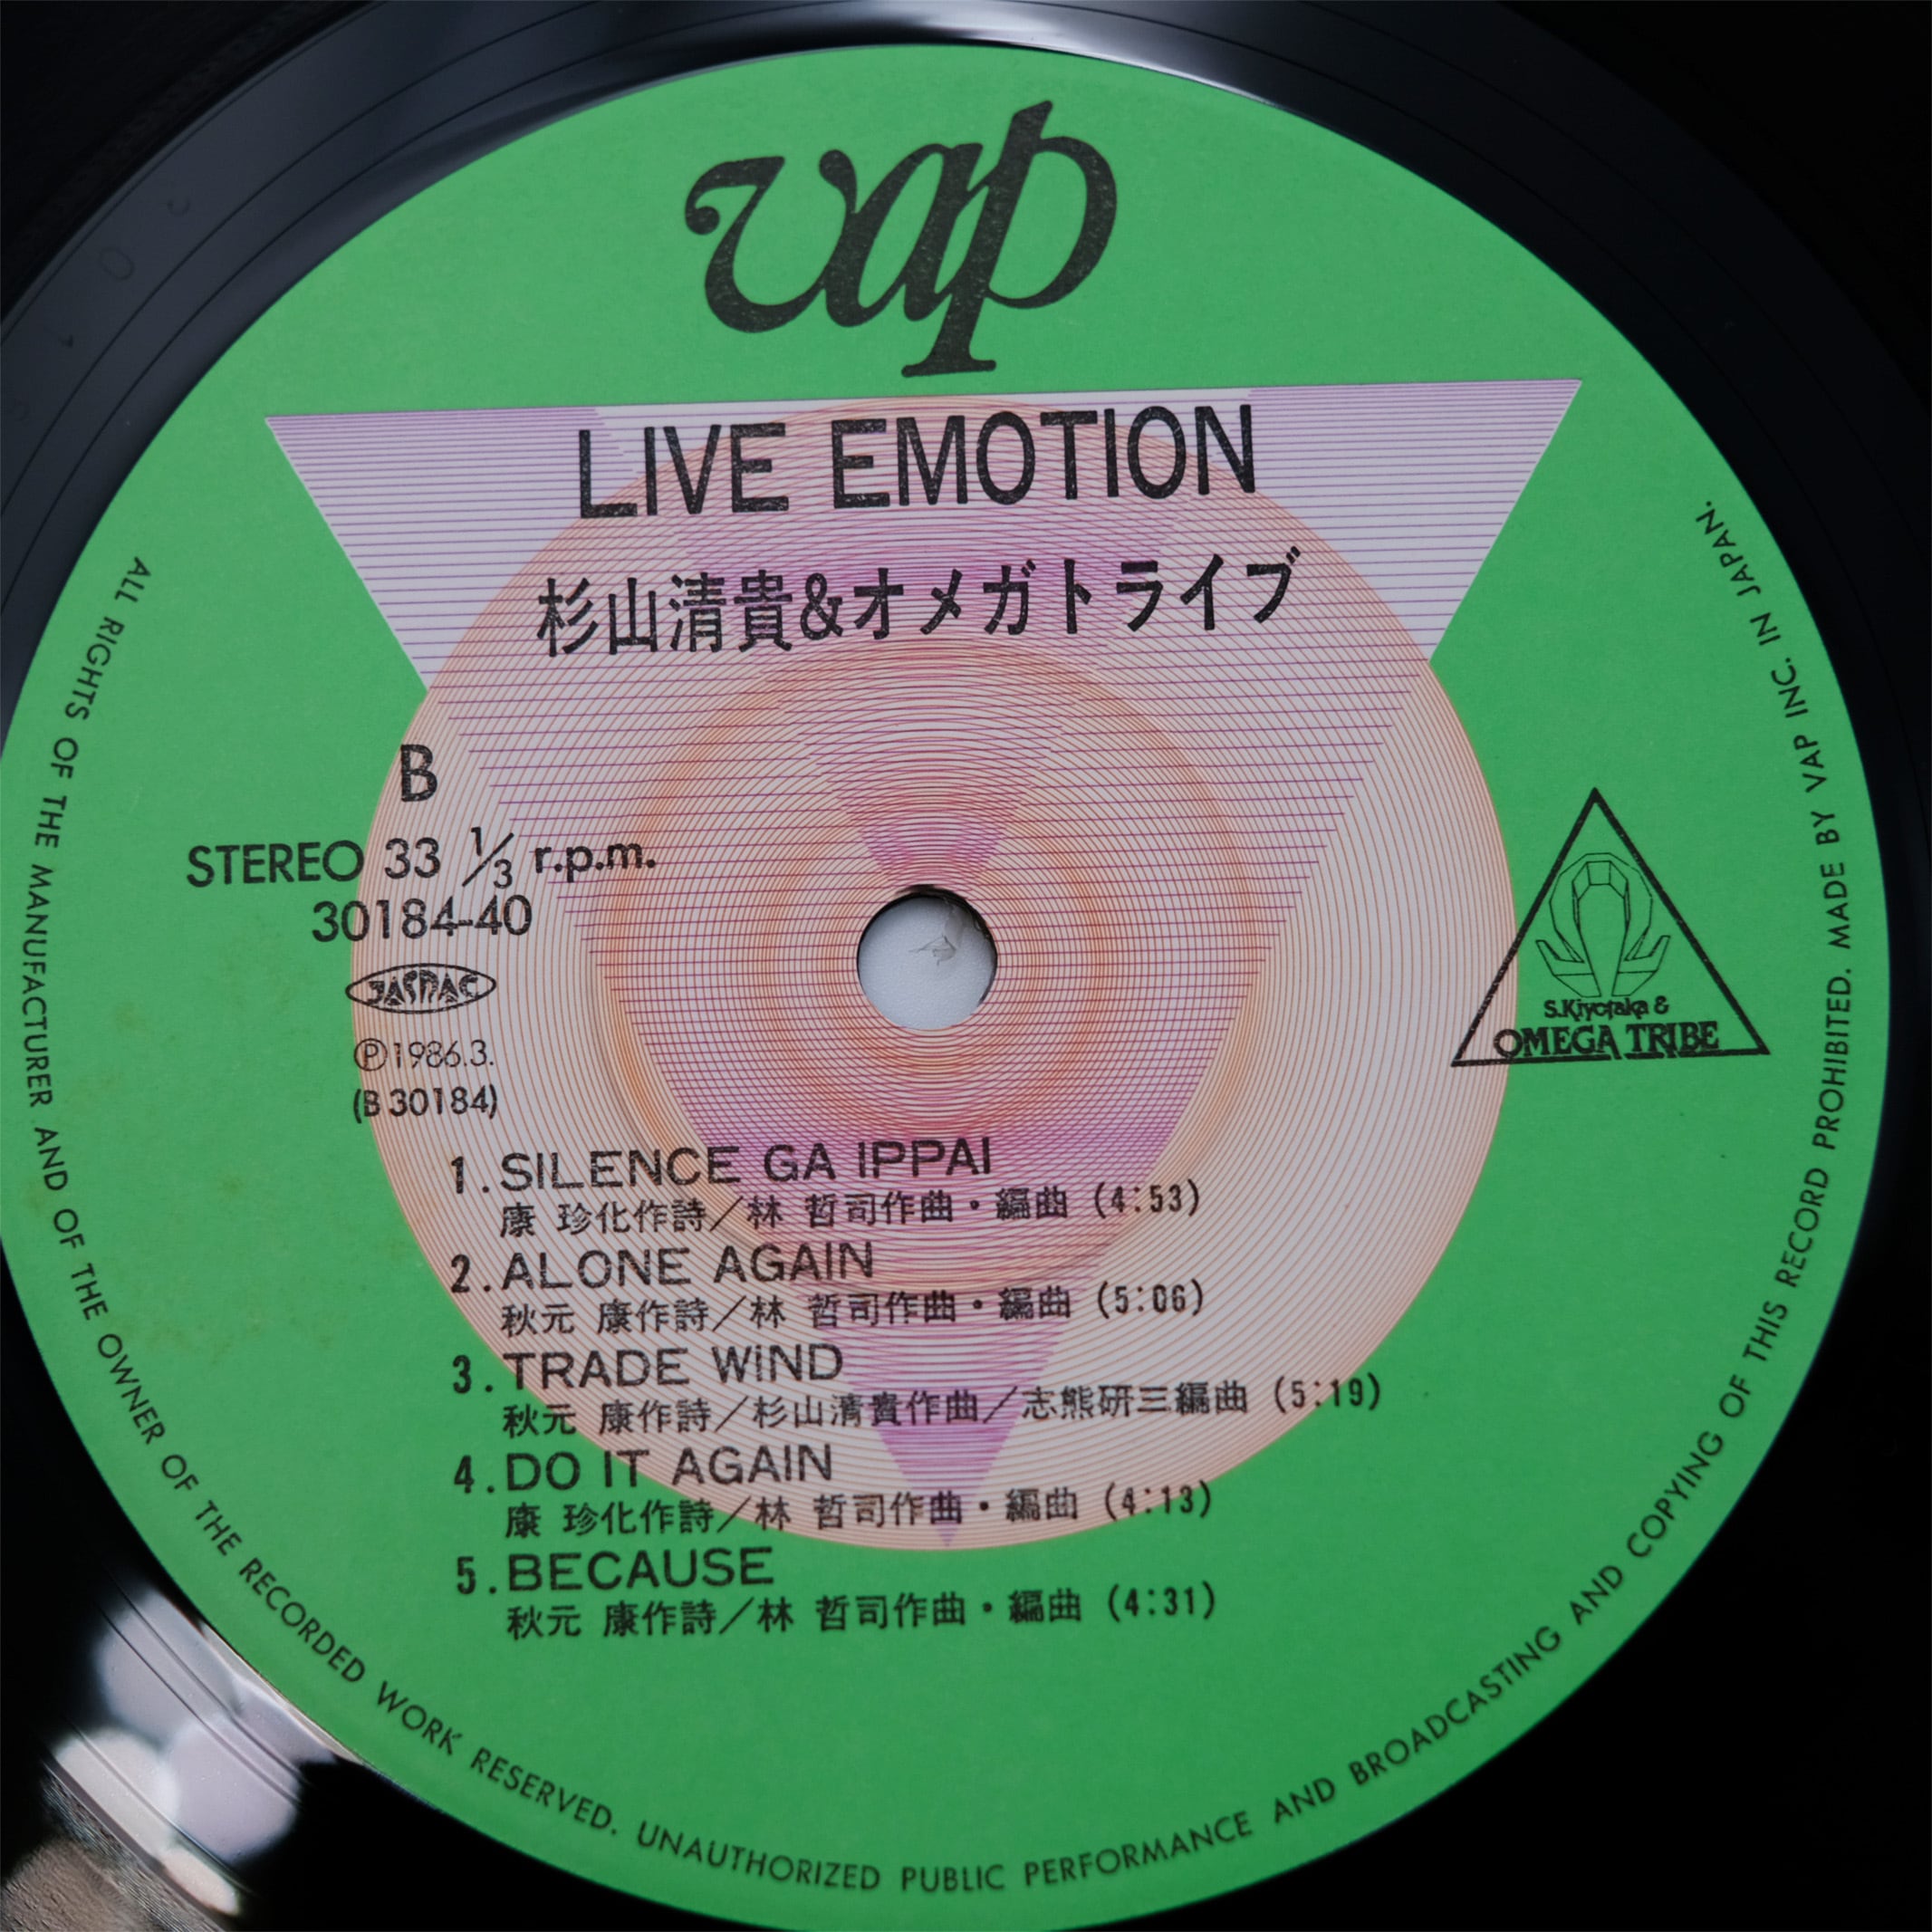 vap
LIVE EMOTION
杉山清貴&オメガトライブ
B
STEREO 33 1/3 r.p.m.
30184-40
JASRAC
Ⓟ1986.3.
(B 30184)
S.Kiyotaka &
OMEGA TRIBE
1. SILENCE GA IPPAI
康 珍化作詩／林 哲司作曲・編曲 (4:53)
2. ALONE AGAIN
秋元 康作詩／林 哲司作曲・編曲 (5:06)
3. TRADE WIND
秋元 康作詩／杉山清貴作曲／志熊研三編曲 (5:19)
4. DO IT AGAIN
康 珍化作詩／林 哲司作曲・編曲 (4:13)
5. BECAUSE
秋元 康作詩／林 哲司作曲・編曲 (4:31)
ALL RIGHTS OF THE MANUFACTURER AND OF THE OWNER OF THE RECORDED WORK RESERVED. UNAUTHORIZED PUBLIC PERFORMANCE AND BROADCASTING AND COPYING OF THIS RECORD PROHIBITED. MADE BY VAP INC. IN JAPAN.